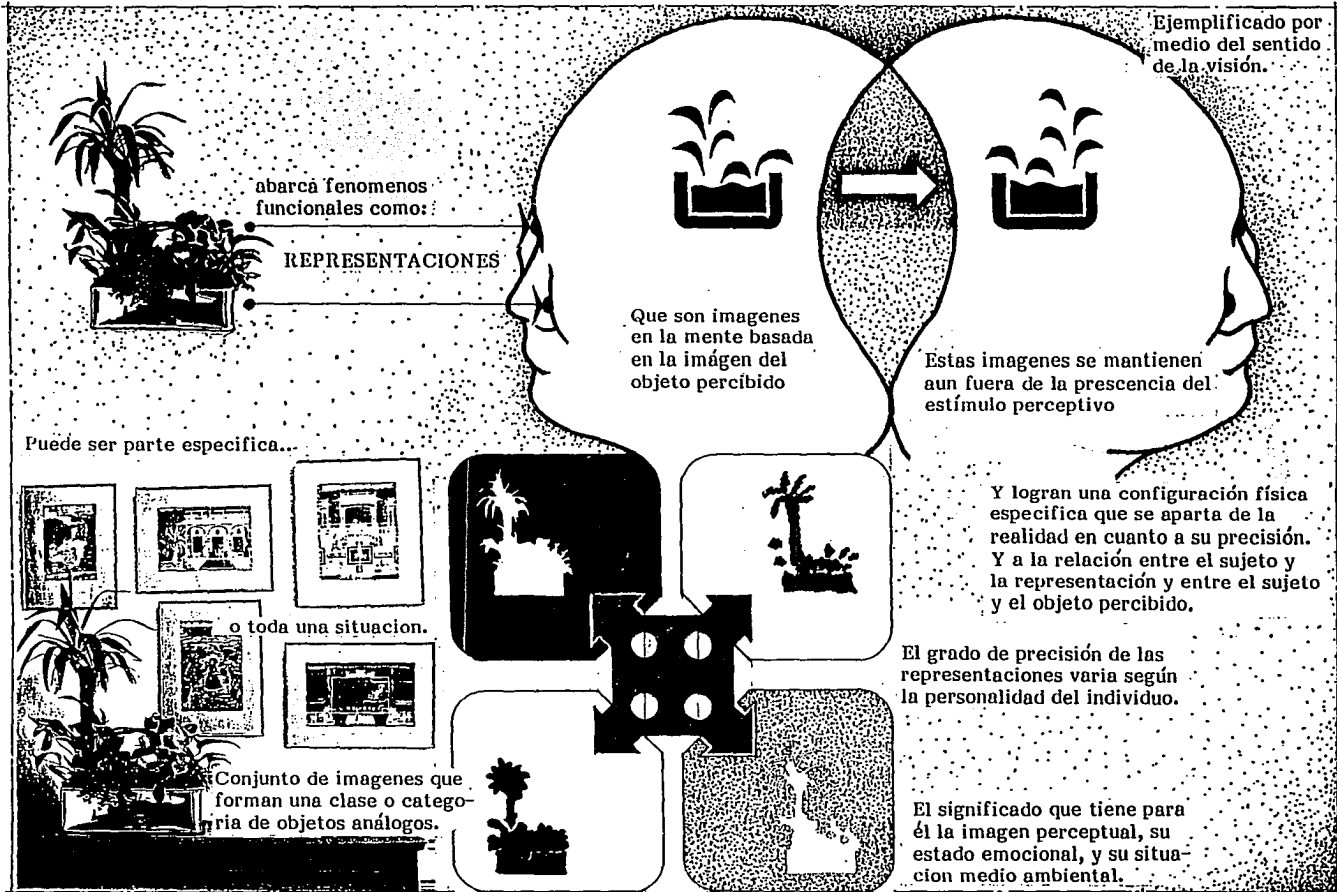 Ejemplificado por
medio del sentido
de la visión.
abarca fenomenos
funcionales como:
REPRESENTACIONES
Que son imagenes
en la mente basada
en la imágen del
objeto percíbido
Estas imagenes se mantienen
aun fuera de la prescencia del
estímulo perceptivo
Puede ser parte especifica...
o toda una situacion.
Conjunto de imagenes que
forman una clase o catego-
ria de objetos análogos.
Y logran una configuración física
especifica que se aparta de la
realidad en cuanto a su precisión.
Y a la relación entre el sujeto y
la representación y entre el sujeto
y el objeto percibido.
El grado de precisión de las
representaciones varia según
la personalidad del individuo.
El significado que tiene para
él la imagen perceptual, su
estado emocional, y su situa-
cion medio ambiental.